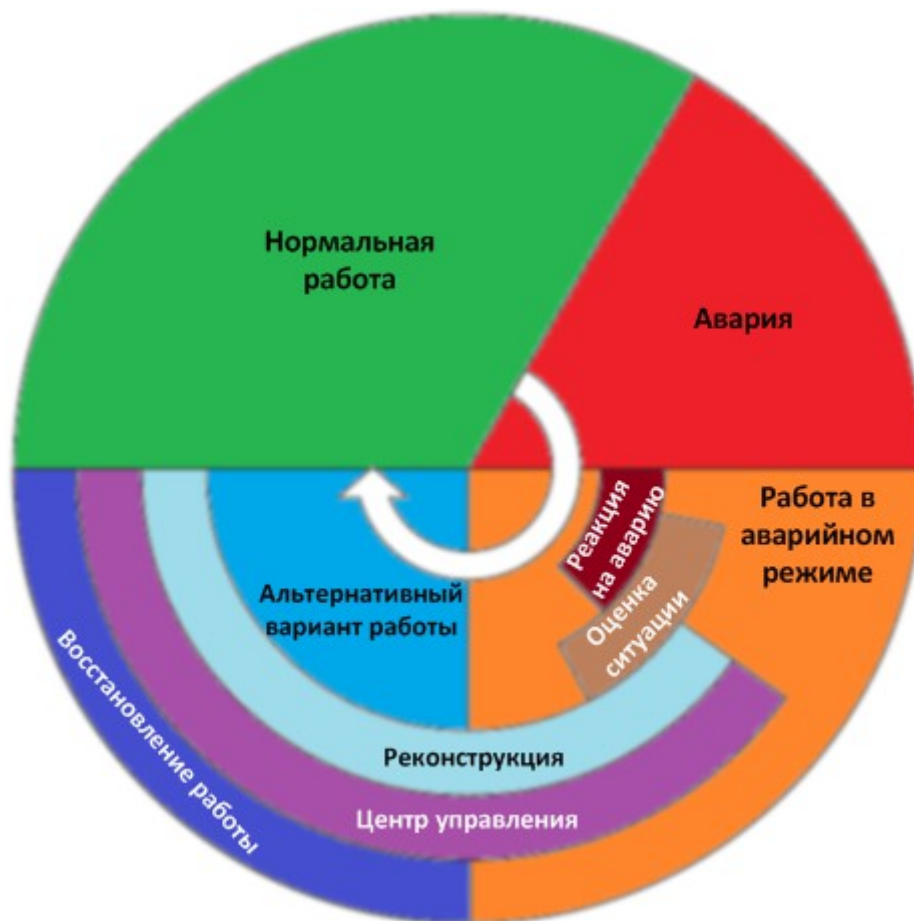 Нормальная
работа
Авария
Работа в
аварийном
режиме
Реакция
на аварию
Оценка
ситуации
Альтернативный
вариант работы
Реконструкция
Центр управления
Восстановление работы